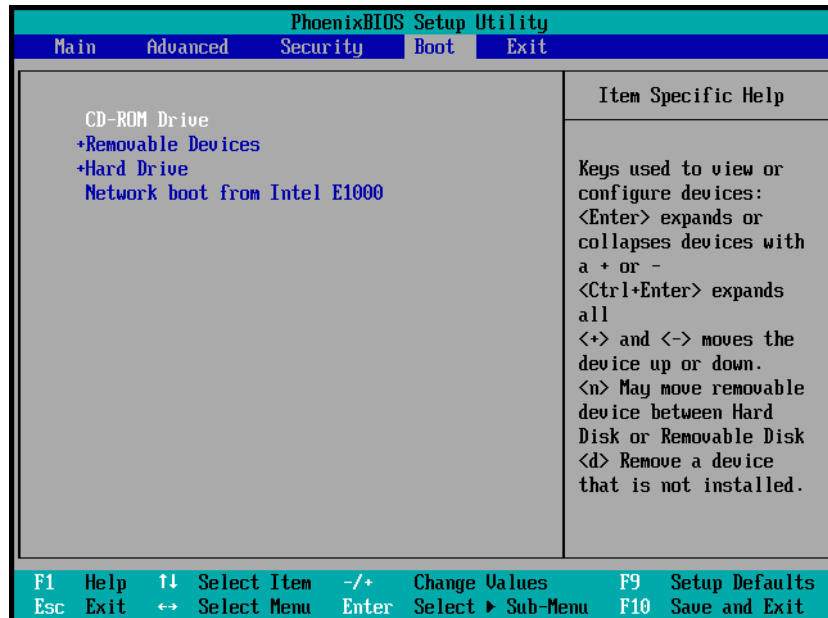 PhoenixBIOS Setup Utility
Main Advanced Security Boot Exit
CD-ROM Drive
+Removable Devices
+Hard Drive
Network boot from Intel E1000
Item Specific Help
Keys used to view or
configure devices:
<Enter> expands or
collapses devices with
a + or -
<Ctrl+Enter> expands
all
<+> and <-> moves the
device up or down.
<n> May move removable
device between Hard
Disk or Removable Disk
<d> Remove a device
that is not installed.
F1 Help ↑↓ Select Item -/+ Change Values F9 Setup Defaults
Esc Exit ↔ Select Menu Enter Select ▶ Sub-Menu F10 Save and Exit